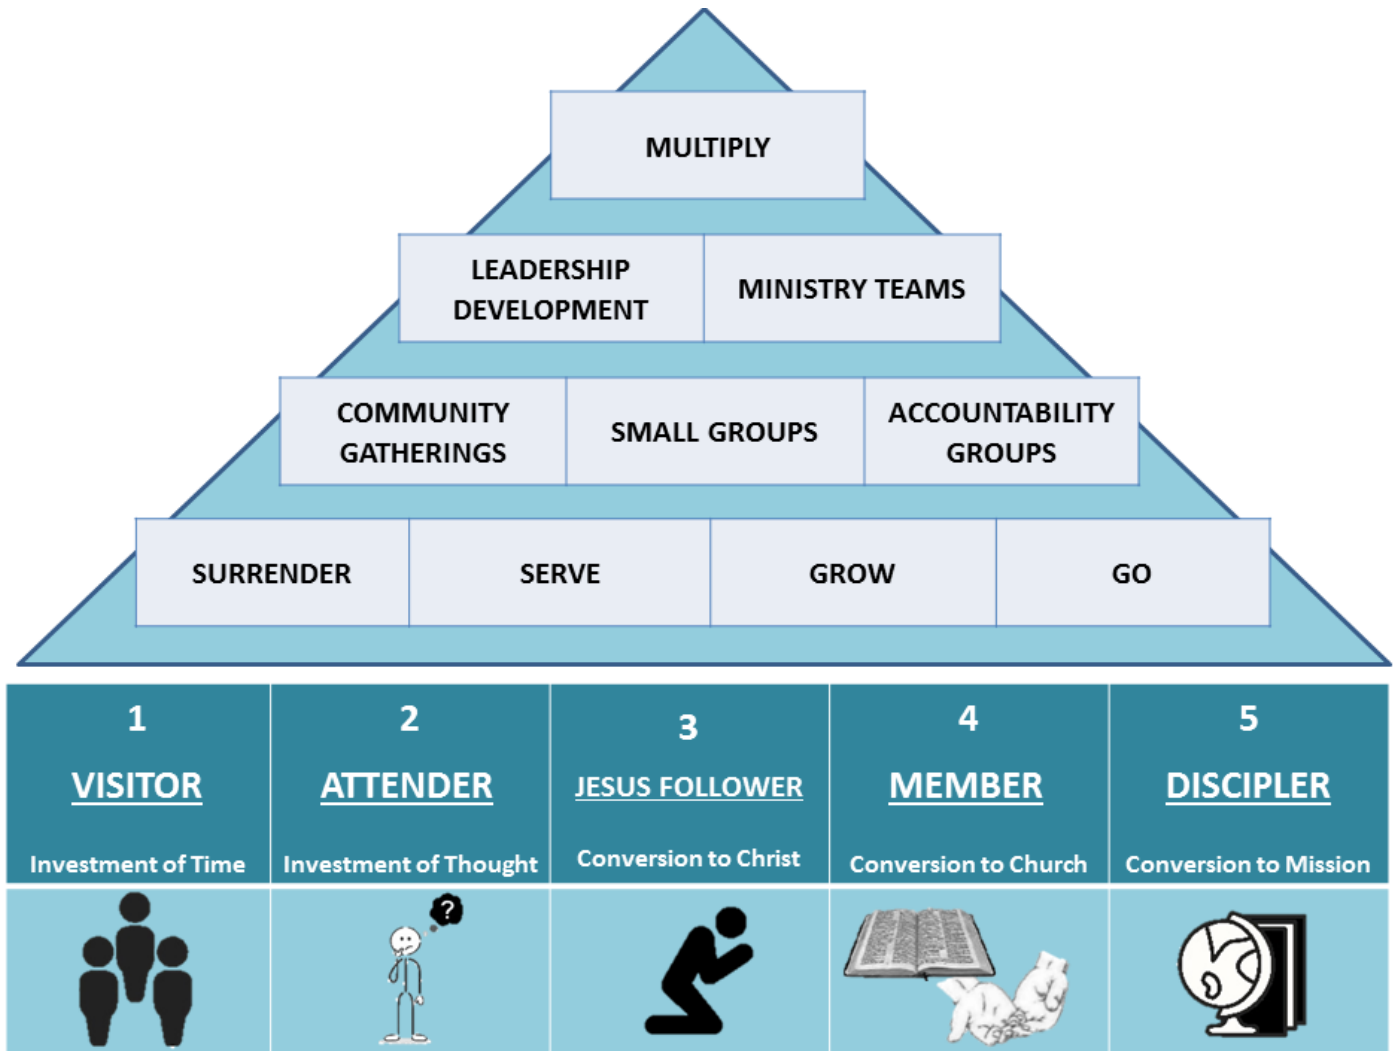 MULTIPLY
LEADERSHIP
DEVELOPMENT
MINISTRY TEAMS
COMMUNITY
GATHERINGS
SMALL GROUPS
ACCOUNTABILITY
GROUPS
SURRENDER
SERVE
GROW
GO
1
VISITOR
Investment of Time
2
ATTENDER
Investment of Thought
3
JESUS FOLLOWER
Conversion to Christ
4
MEMBER
Conversion to Church
5
DISCIPLER
Conversion to Mission
?